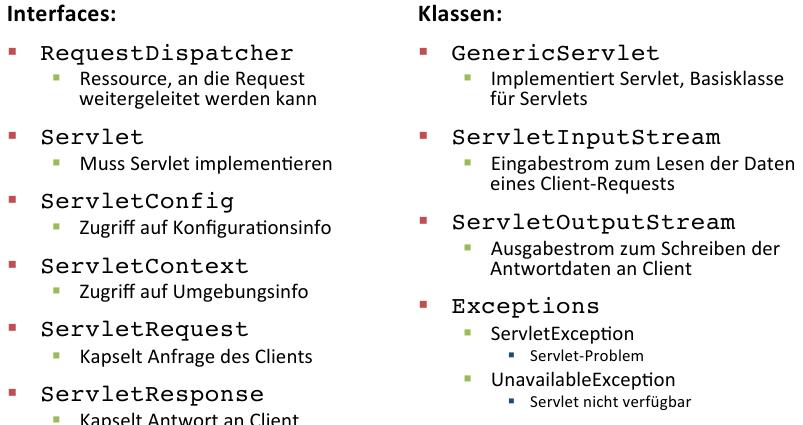 Interfaces:
RequestDispatcher
Ressource, an die Request
weitergeleitet werden kann
Servlet
Muss Servlet implementieren
ServletConfig
Zugriff auf Konfigurationsinfo
ServletContext
Zugriff auf Umgebungsinfo
ServletRequest
Kapselt Anfrage des Clients
ServletResponse
Kapselt Antwort an Client
Klassen:
GenericServlet
Implementiert Servlet, Basisklasse
für Servlets
ServletInputStream
Eingabestrom zum Lesen der Daten
eines Client-Requests
ServletOutputStream
Ausgabestrom zum Schreiben der
Antwortdaten an Client
Exceptions
ServletException
Servlet-Problem
UnavailableException
Servlet nicht verfügbar